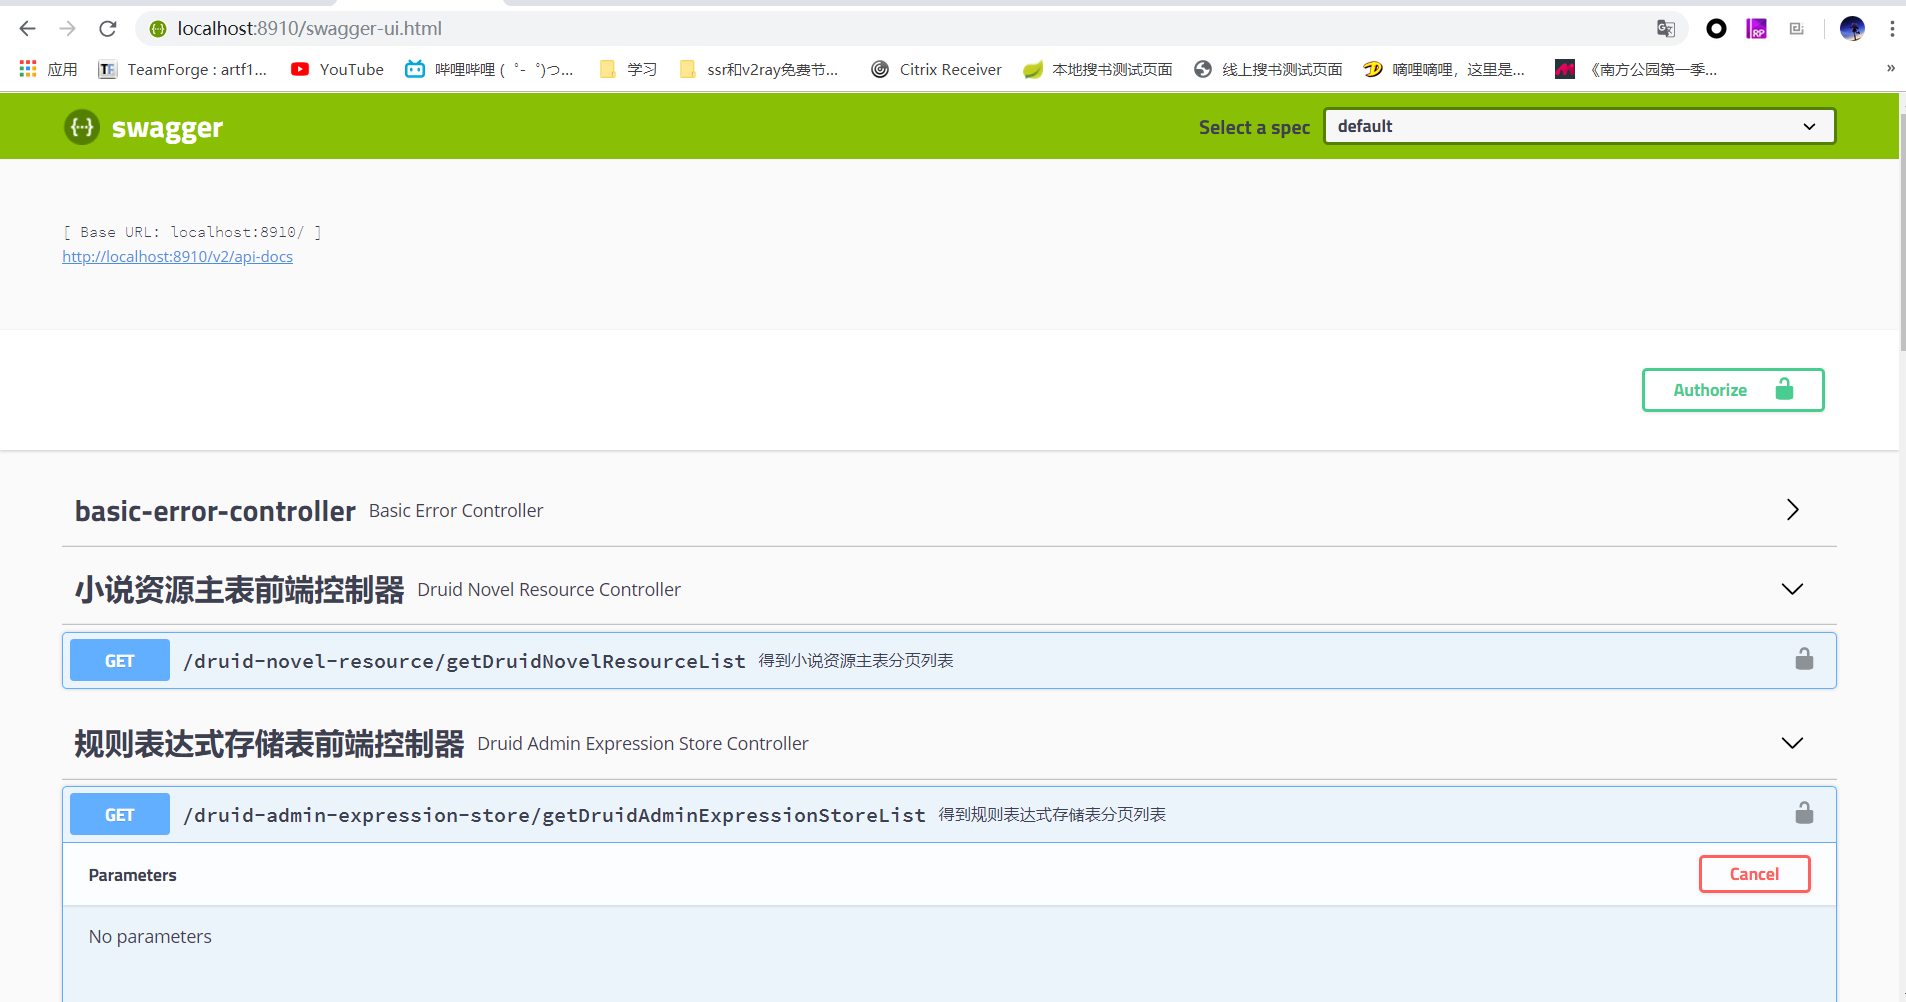 localhost:8910/swagger-ui.html
应用 TeamForge : artf1... YouTube 哔哩哔哩 ( ゜- ゜)つ... 学习 ssr和v2ray免费节... Citrix Receiver 本地搜书测试页面 线上搜书测试页面 嘀哩嘀哩，这里是... 《南方公园第一季... »
{···} swagger Select a spec default
[ Base URL: localhost:8910/ ]
http://localhost:8910/v2/api-docs
Authorize
basic-error-controller Basic Error Controller
小说资源主表前端控制器 Druid Novel Resource Controller
GET /druid-novel-resource/getDruidNovelResourceList 得到小说资源主表分页列表
规则表达式存储表前端控制器 Druid Admin Expression Store Controller
GET /druid-admin-expression-store/getDruidAdminExpressionStoreList 得到规则表达式存储表分页列表
Parameters Cancel
No parameters